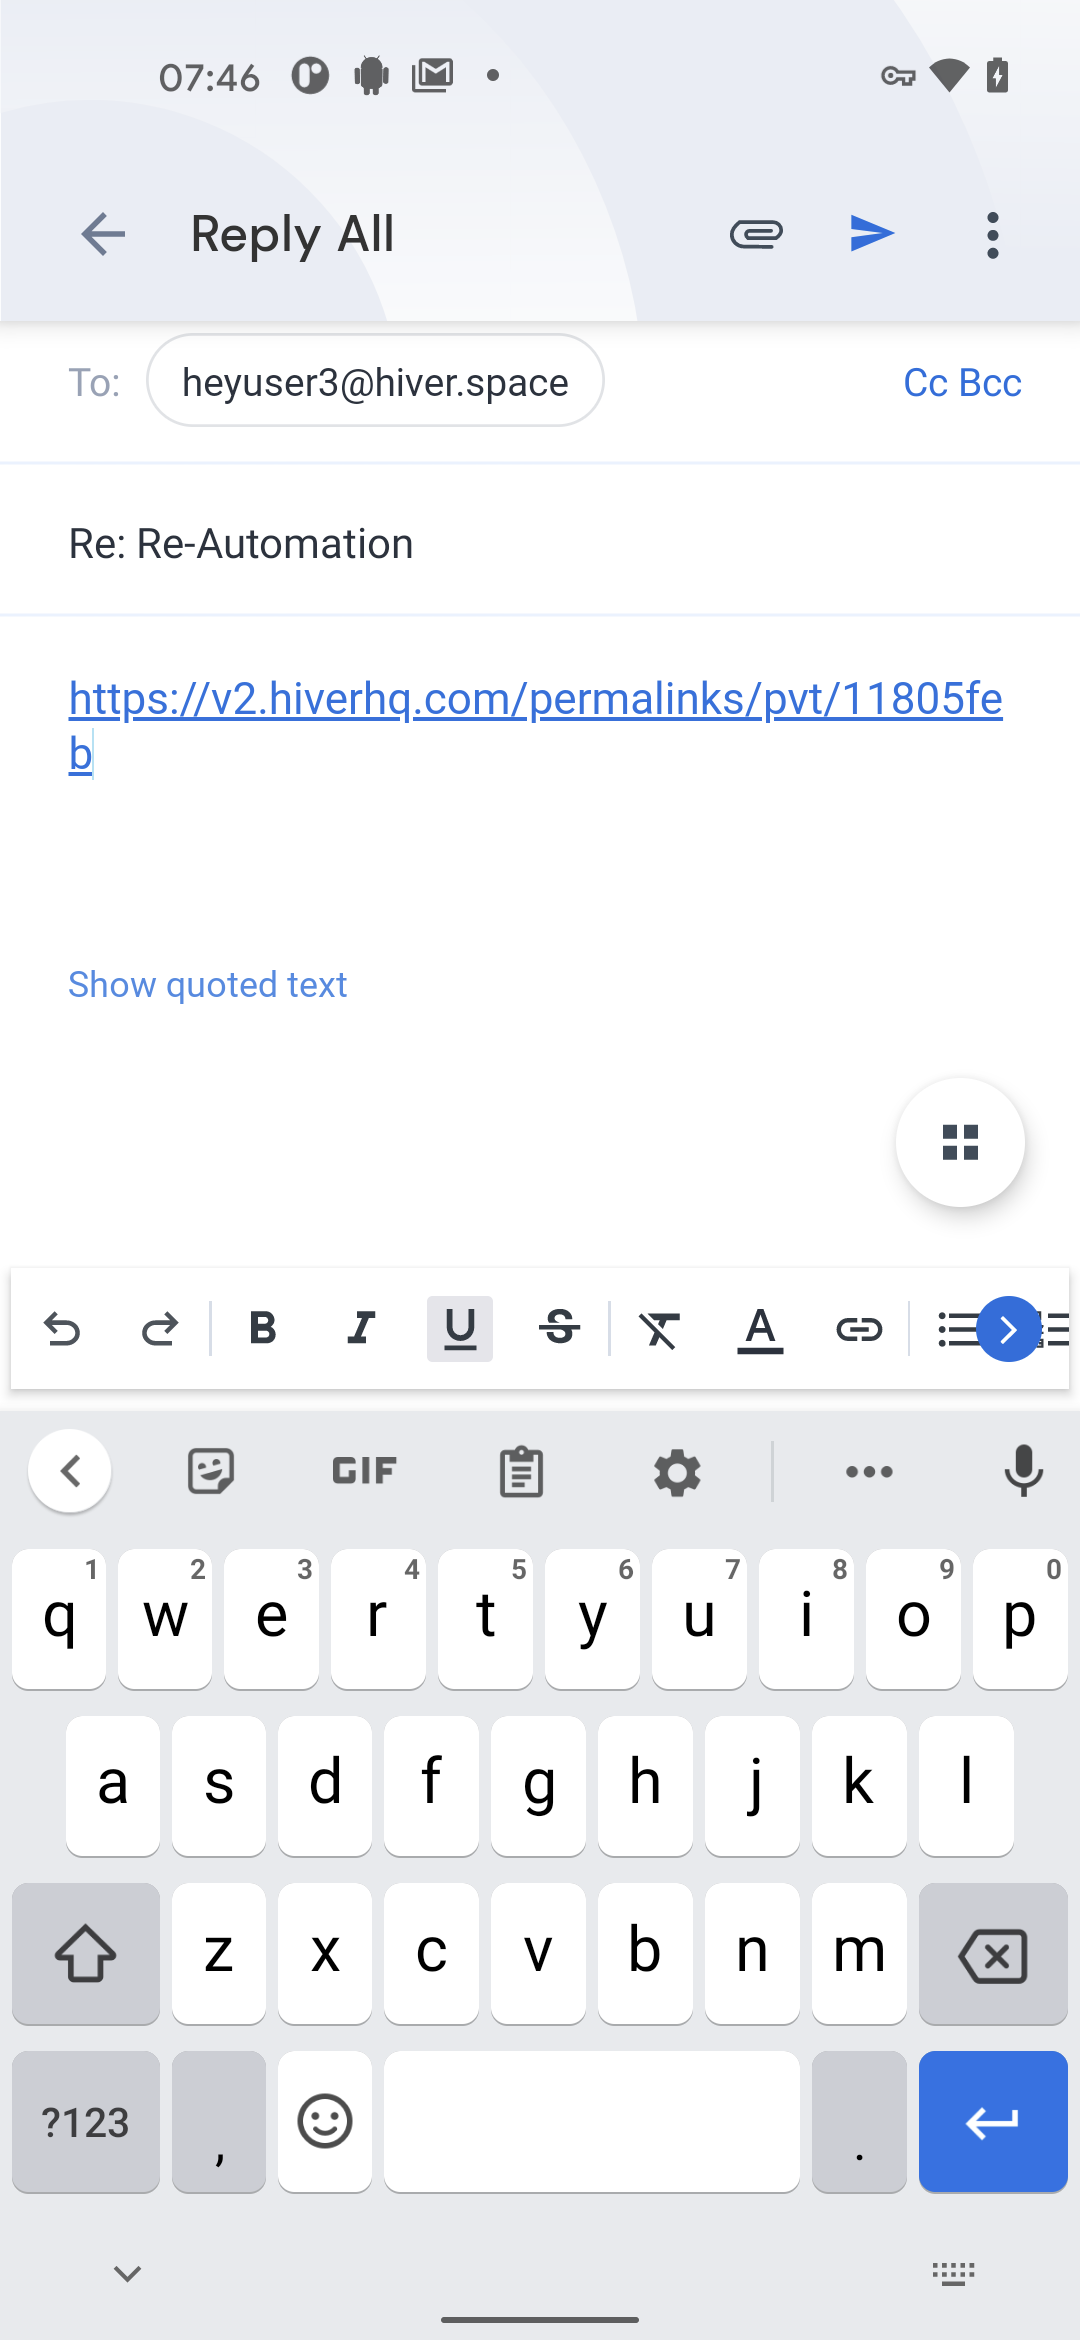 07:46
Reply All
To: heyuser3@hiver.space Cc Bcc
Re: Re-Automation
https://v2.hiverhq.com/permalinks/pvt/11805fe
b
Show quoted text
B I U S A
GIF
1 2 3 4 5 6 7 8 9 0
q w e r t y u i o p
a s d f g h j k l
z x c v b n m
?123 , .